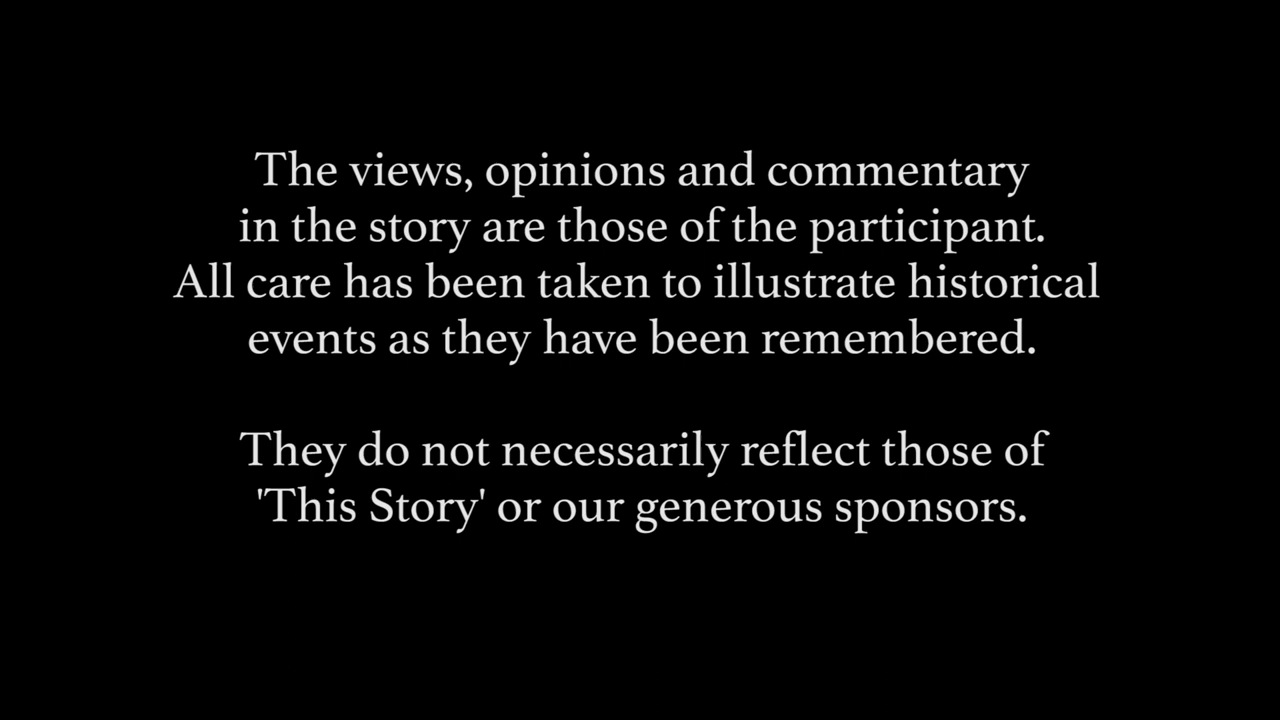 The views, opinions and commentary
in the story are those of the participant.
All care has been taken to illustrate historical
events as they have been remembered.
They do not necessarily reflect those of
'This Story' or our generous sponsors.